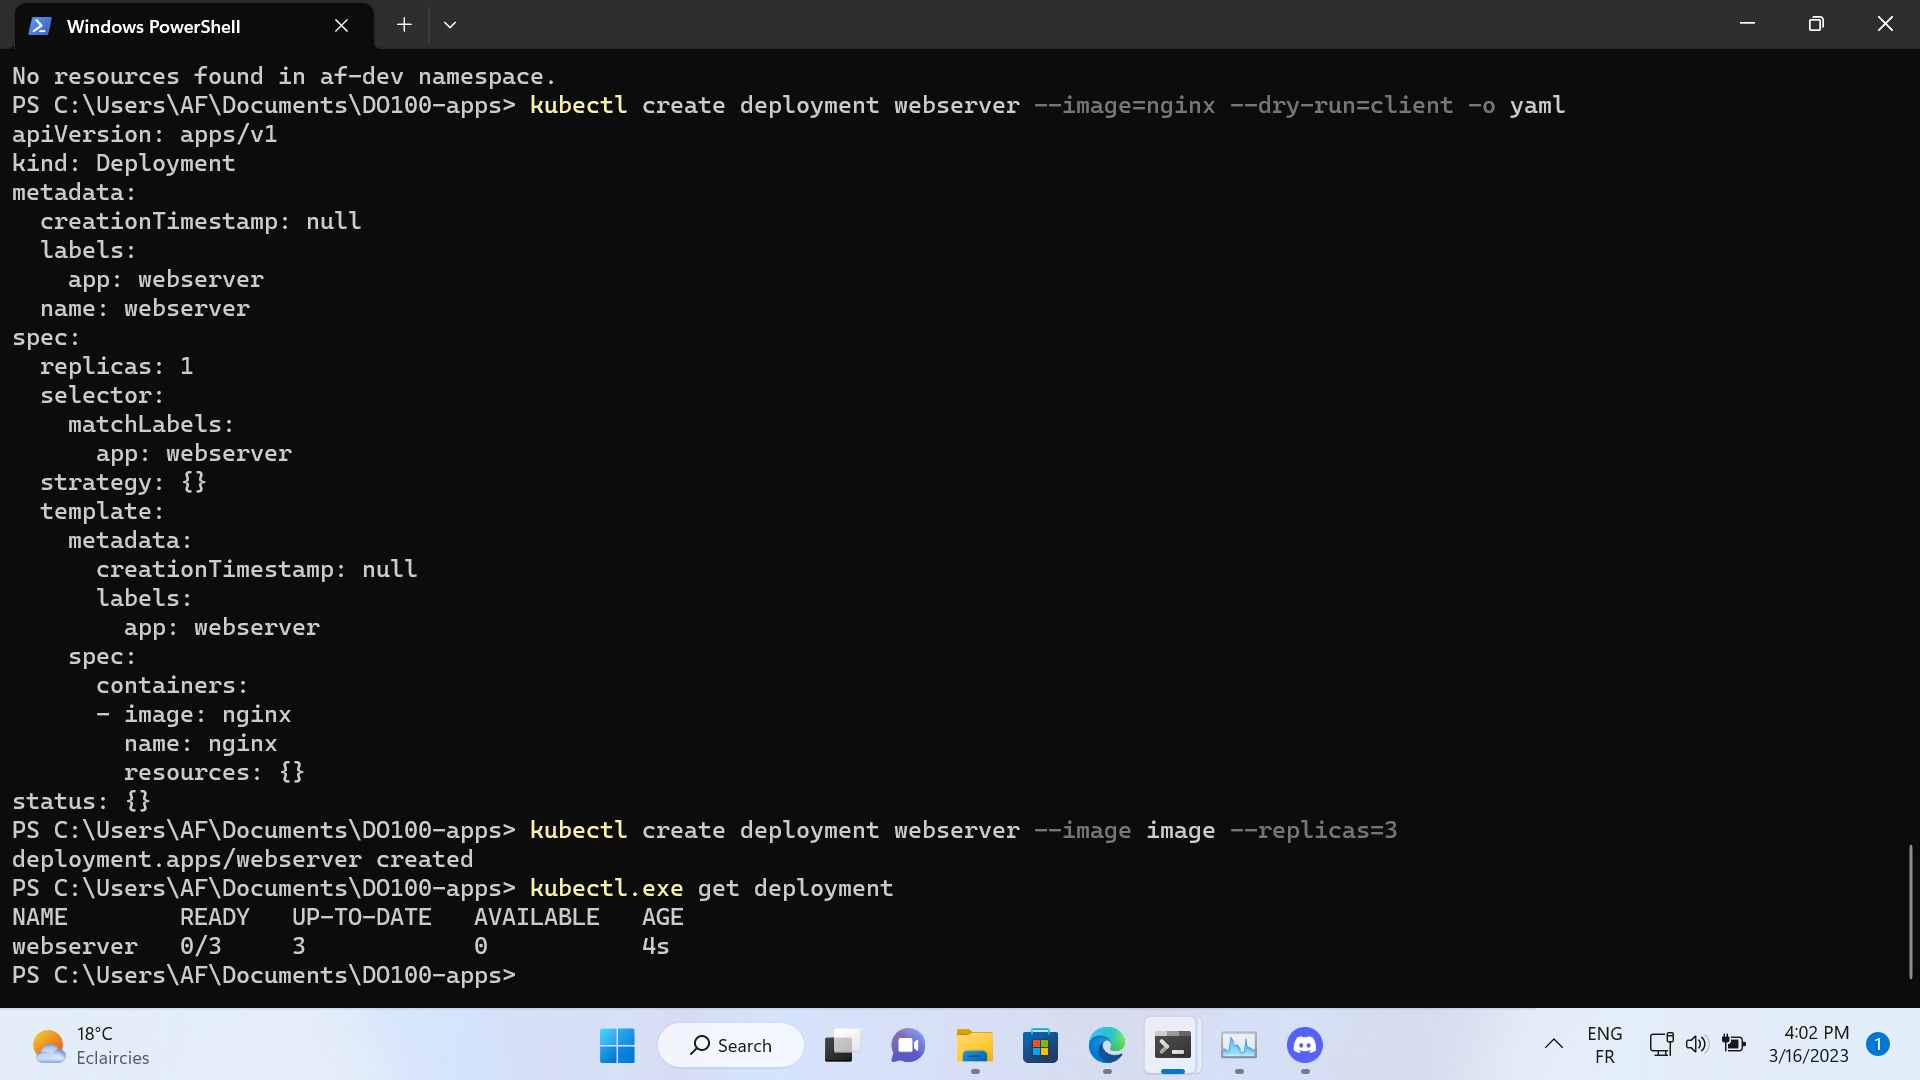 Windows PowerShell
No resources found in af-dev namespace.
PS C:\Users\AF\Documents\DO100-apps> kubectl create deployment webserver --image=nginx --dry-run=client -o yaml
apiVersion: apps/v1
kind: Deployment
metadata:
  creationTimestamp: null
  labels:
    app: webserver
  name: webserver
spec:
  replicas: 1
  selector:
    matchLabels:
      app: webserver
  strategy: {}
  template:
    metadata:
      creationTimestamp: null
      labels:
        app: webserver
    spec:
      containers:
      - image: nginx
        name: nginx
        resources: {}
status: {}
PS C:\Users\AF\Documents\DO100-apps> kubectl create deployment webserver --image image --replicas=3
deployment.apps/webserver created
PS C:\Users\AF\Documents\DO100-apps> kubectl.exe get deployment
NAME        READY   UP-TO-DATE   AVAILABLE   AGE
webserver   0/3     3            0           4s
PS C:\Users\AF\Documents\DO100-apps>
18°C
Eclaircies
Search
ENG
FR
4:02 PM
3/16/2023
1